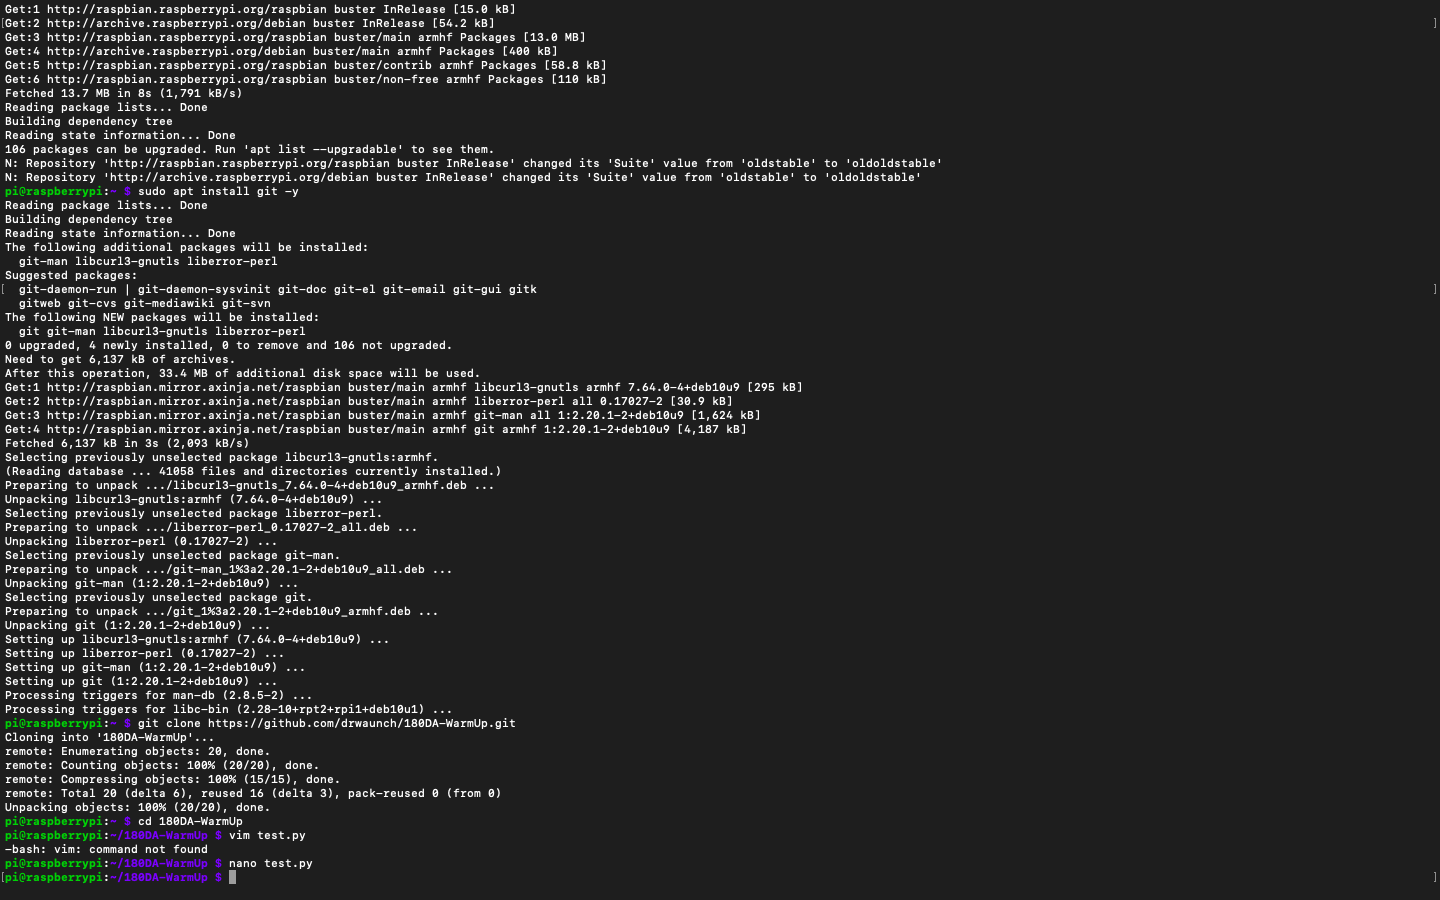 Get:1 http://raspbian.raspberrypi.org/raspbian buster InRelease [15.0 kB]
Get:2 http://archive.raspberrypi.org/debian buster InRelease [54.2 kB]
Get:3 http://raspbian.raspberrypi.org/raspbian buster/main armhf Packages [13.0 MB]
Get:4 http://archive.raspberrypi.org/debian buster/main armhf Packages [400 kB]
Get:5 http://raspbian.raspberrypi.org/raspbian buster/contrib armhf Packages [58.8 kB]
Get:6 http://raspbian.raspberrypi.org/raspbian buster/non-free armhf Packages [110 kB]
Fetched 13.7 MB in 8s (1,791 kB/s)
Reading package lists... Done
Building dependency tree
Reading state information... Done
106 packages can be upgraded. Run 'apt list --upgradable' to see them.
N: Repository 'http://raspbian.raspberrypi.org/raspbian buster InRelease' changed its 'Suite' value from 'oldstable' to 'oldoldstable'
N: Repository 'http://archive.raspberrypi.org/debian buster InRelease' changed its 'Suite' value from 'oldstable' to 'oldoldstable'
pi@raspberrypi:~ $ sudo apt install git -y
Reading package lists... Done
Building dependency tree
Reading state information... Done
The following additional packages will be installed:
  git-man libcurl3-gnutls liberror-perl
Suggested packages:
  git-daemon-run | git-daemon-sysvinit git-doc git-el git-email git-gui gitk
  gitweb git-cvs git-mediawiki git-svn
The following NEW packages will be installed:
  git git-man libcurl3-gnutls liberror-perl
0 upgraded, 4 newly installed, 0 to remove and 106 not upgraded.
Need to get 6,137 kB of archives.
After this operation, 33.4 MB of additional disk space will be used.
Get:1 http://raspbian.mirror.axinja.net/raspbian buster/main armhf libcurl3-gnutls armhf 7.64.0-4+deb10u9 [295 kB]
Get:2 http://raspbian.mirror.axinja.net/raspbian buster/main armhf liberror-perl all 0.17027-2 [30.9 kB]
Get:3 http://raspbian.mirror.axinja.net/raspbian buster/main armhf git-man all 1:2.20.1-2+deb10u9 [1,624 kB]
Get:4 http://raspbian.mirror.axinja.net/raspbian buster/main armhf git armhf 1:2.20.1-2+deb10u9 [4,187 kB]
Fetched 6,137 kB in 3s (2,093 kB/s)
Selecting previously unselected package libcurl3-gnutls:armhf.
(Reading database ... 41058 files and directories currently installed.)
Preparing to unpack .../libcurl3-gnutls_7.64.0-4+deb10u9_armhf.deb ...
Unpacking libcurl3-gnutls:armhf (7.64.0-4+deb10u9) ...
Selecting previously unselected package liberror-perl.
Preparing to unpack .../liberror-perl_0.17027-2_all.deb ...
Unpacking liberror-perl (0.17027-2) ...
Selecting previously unselected package git-man.
Preparing to unpack .../git-man_1%3a2.20.1-2+deb10u9_all.deb ...
Unpacking git-man (1:2.20.1-2+deb10u9) ...
Selecting previously unselected package git.
Preparing to unpack .../git_1%3a2.20.1-2+deb10u9_armhf.deb ...
Unpacking git (1:2.20.1-2+deb10u9) ...
Setting up libcurl3-gnutls:armhf (7.64.0-4+deb10u9) ...
Setting up liberror-perl (0.17027-2) ...
Setting up git-man (1:2.20.1-2+deb10u9) ...
Setting up git (1:2.20.1-2+deb10u9) ...
Processing triggers for man-db (2.8.5-2) ...
Processing triggers for libc-bin (2.28-10+rpt2+rpi1+deb10u1) ...
pi@raspberrypi:~ $ git clone https://github.com/drwaunch/180DA-WarmUp.git
Cloning into '180DA-WarmUp'...
remote: Enumerating objects: 20, done.
remote: Counting objects: 100% (20/20), done.
remote: Compressing objects: 100% (15/15), done.
remote: Total 20 (delta 6), reused 16 (delta 3), pack-reused 0 (from 0)
Unpacking objects: 100% (20/20), done.
pi@raspberrypi:~ $ cd 180DA-WarmUp
pi@raspberrypi:~/180DA-WarmUp $ vim test.py
-bash: vim: command not found
pi@raspberrypi:~/180DA-WarmUp $ nano test.py
pi@raspberrypi:~/180DA-WarmUp $